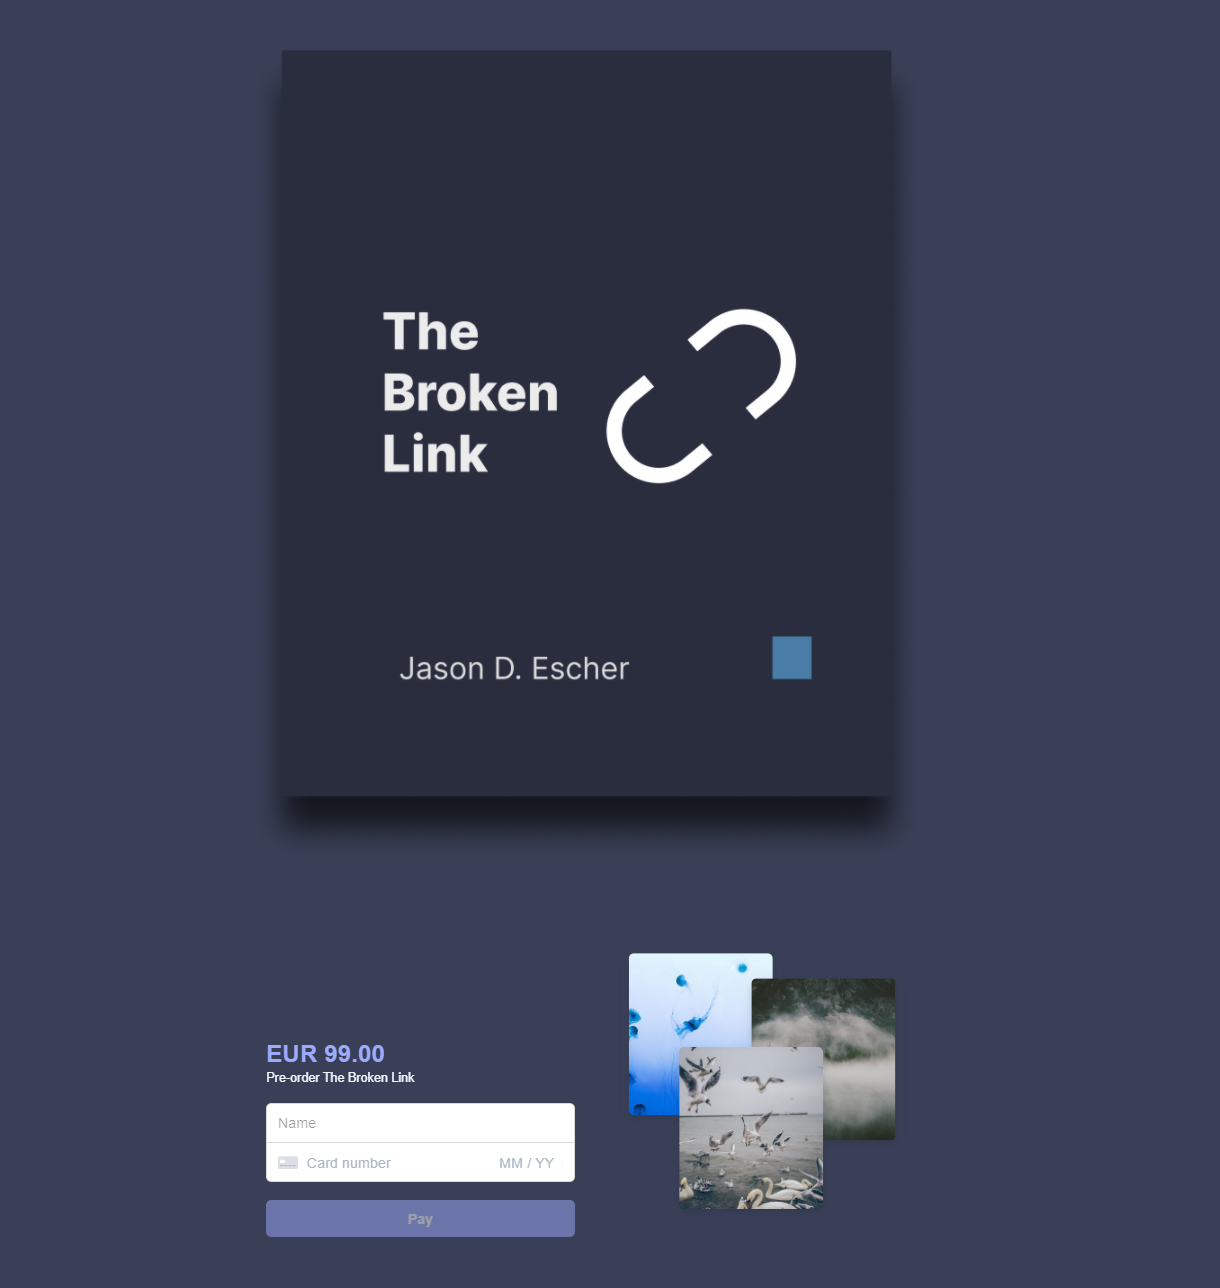 The
Broken
Link
Jason D. Escher
EUR 99.00
Pre-order The Broken Link
Name
Card number MM / YY
Pay